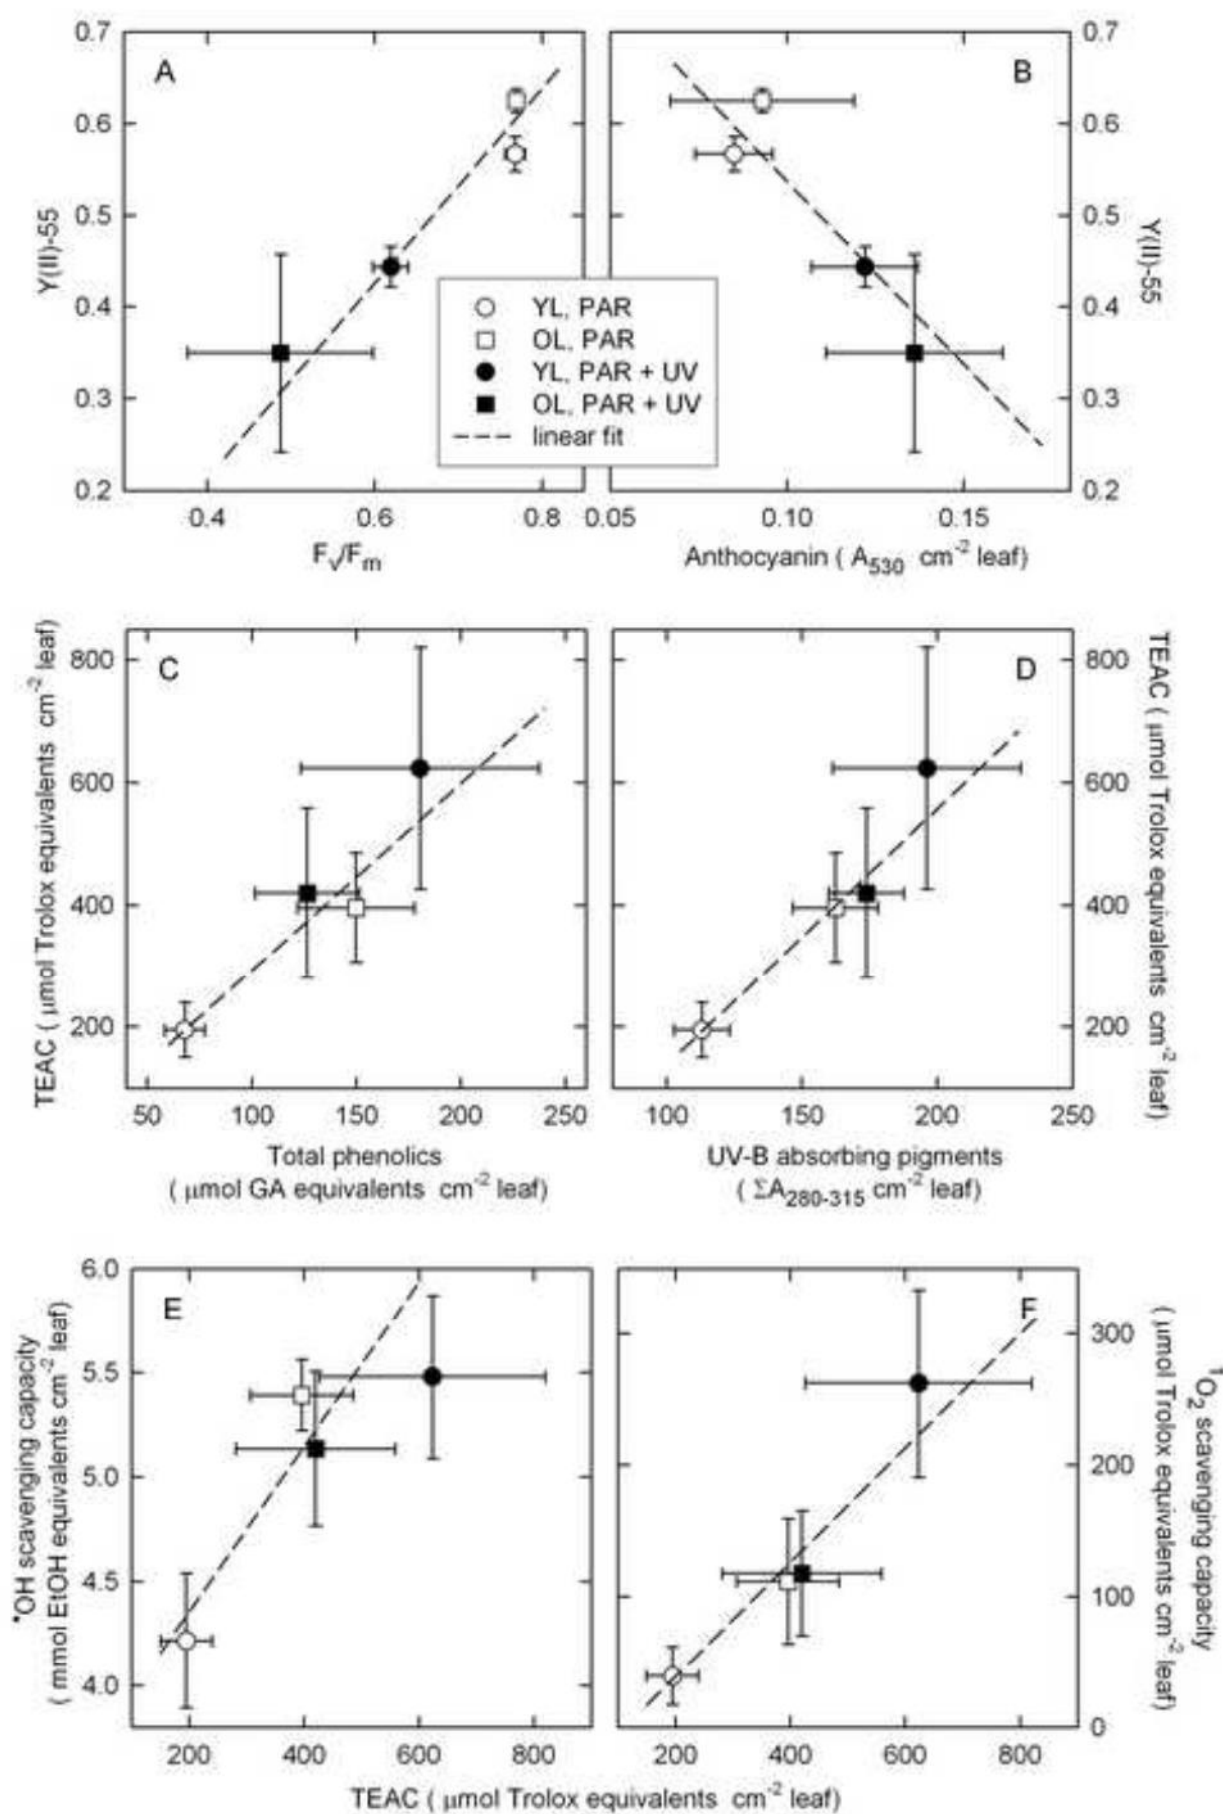 A
B
0.7
0.6
0.5
0.4
0.3
0.2
Y(II)-55
0.7
0.6
0.5
0.4
0.3
0.2
Y(II)-55
YL, PAR
OL, PAR
YL, PAR + UV
OL, PAR + UV
linear fit
0.4
0.6
0.8
0.05
0.10
0.15
Fv/Fm
Anthocyanin ( A530 cm-2 leaf)
C
D
800
600
400
200
TEAC ( μmol Trolox equivalents cm-2 leaf)
800
600
400
200
TEAC ( μmol Trolox equivalents cm-2 leaf)
50
100
150
200
250
100
150
200
250
Total phenolics
( μmol GA equivalents cm-2 leaf)
UV-B absorbing pigments
( ΣA280-315 cm-2 leaf)
E
F
6.0
5.5
5.0
4.5
4.0
•OH scavenging capacity
( mmol EtOH equivalents cm-2 leaf)
300
200
100
0
1O2 scavenging capacity
( μmol Trolox equivalents cm-2 leaf)
200
400
600
800
200
400
600
800
TEAC ( μmol Trolox equivalents cm-2 leaf)